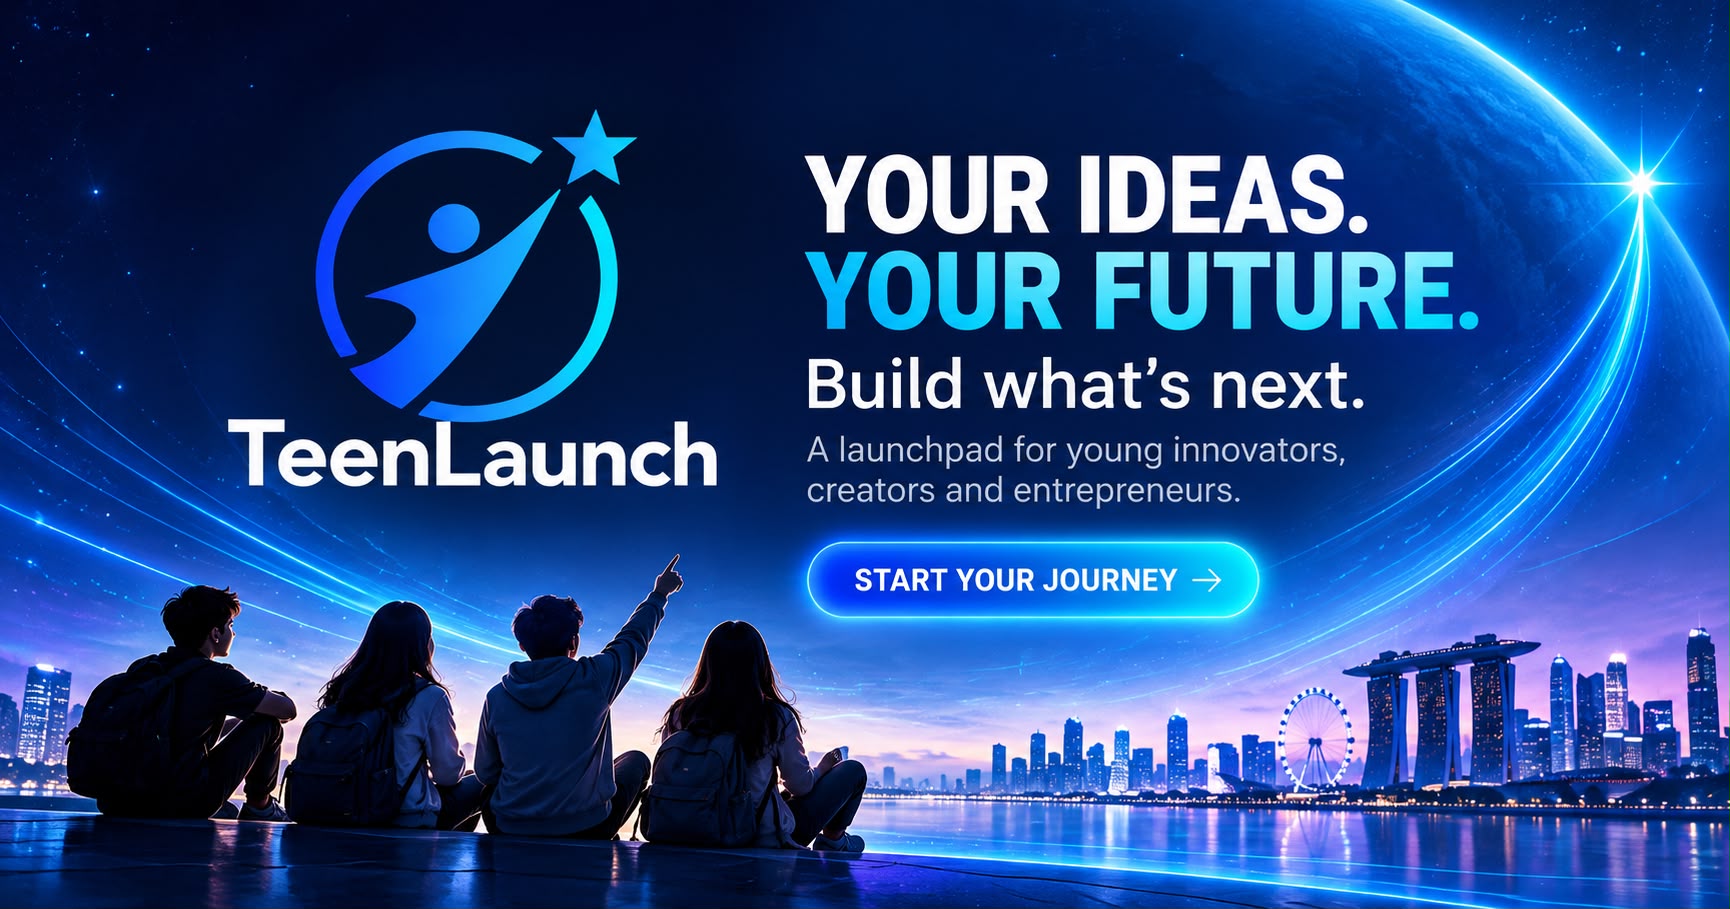 TeenLaunch
YOUR IDEAS.
YOUR FUTURE.
Build what's next.
A launchpad for young innovators,
creators and entrepreneurs.
START YOUR JOURNEY →